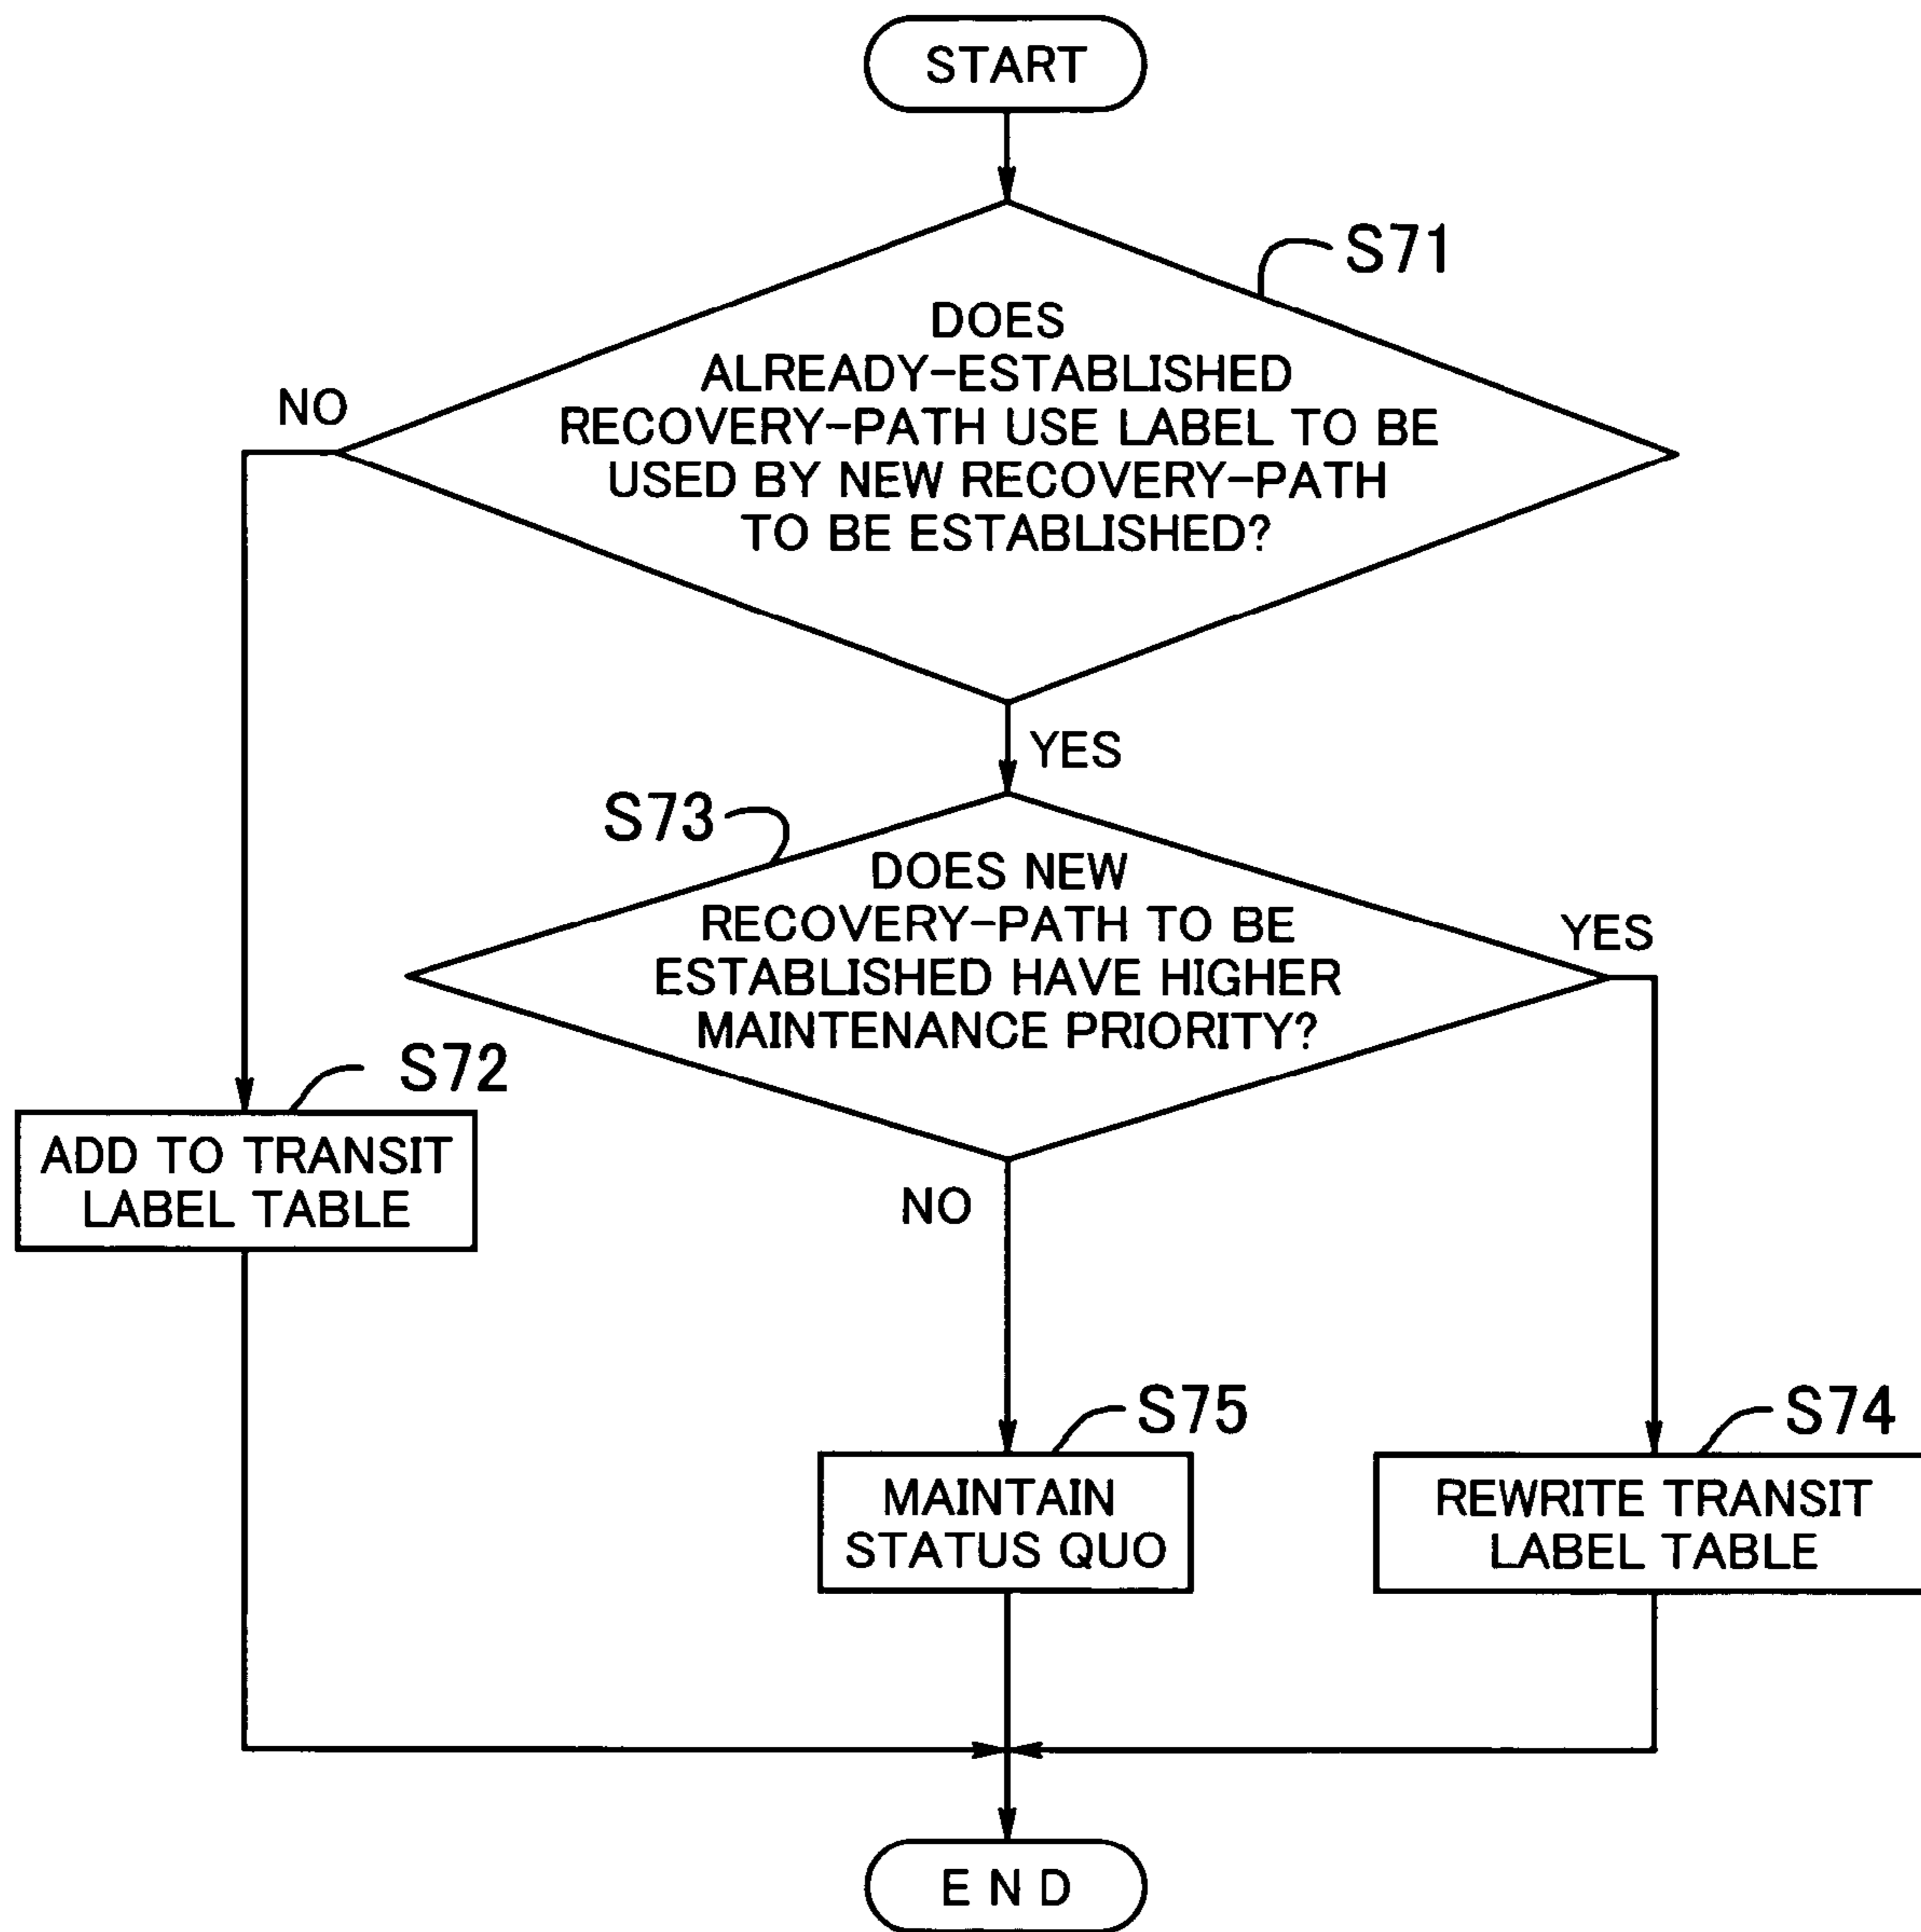 START
S71
DOES
ALREADY-ESTABLISHED
RECOVERY-PATH USE LABEL TO BE
USED BY NEW RECOVERY-PATH
TO BE ESTABLISHED?
NO
YES
S73
DOES NEW
RECOVERY-PATH TO BE
ESTABLISHED HAVE HIGHER
MAINTENANCE PRIORITY?
YES
S72
ADD TO TRANSIT
LABEL TABLE
NO
S75
MAINTAIN
STATUS QUO
S74
REWRITE TRANSIT
LABEL TABLE
END